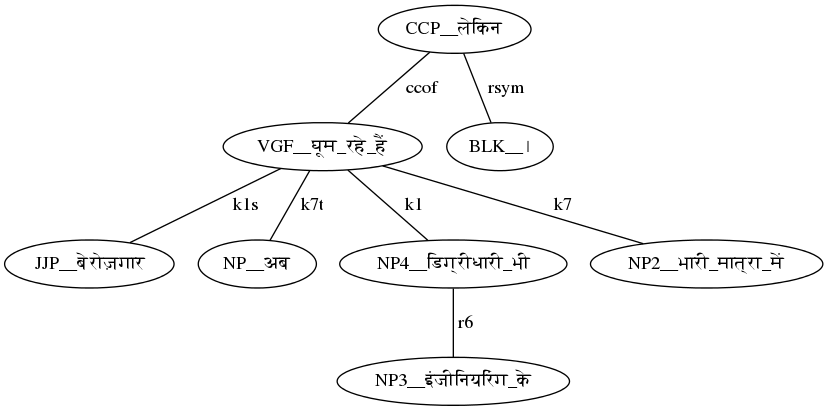 CCP__लेकिन
ccof rsym
VGF__घूम_रहे_हैं BLK__।
k1s k7t k1 k7
JJP__बेरोज़गार NP__अब NP4__डिग्रीधारी_भी NP2__भारी_मात्रा_में
r6
NP3__इंजीनियरिंग_के